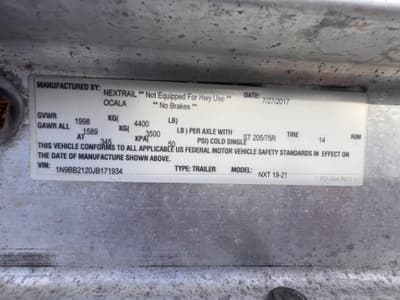 MANUFACTURED BY: NEXTRAIL ** Not Equipped For Hwy Use ** DATE: 7/27/2017
OCALA ** No Brakes **
GVWR 1998 KG( 4400 LB)
GAWR ALL 1589 KG( 3500 LB ) PER AXLE WITH ST 205/75R TIRE 14 RIM
AT 345 KPA( 50 PSI) COLD SINGLE
THIS VEHICLE CONFORMS TO ALL APPLICABLE US FEDERAL MOTOR VEHICLE SAFETY STANDARDS IN EFFECT ON
THE DATE OF MANUFACTURE SHOWN ABOVE.
VIN: 1N9BB2120JB171934 TYPE: TRAILER MODEL: NXT 19-21